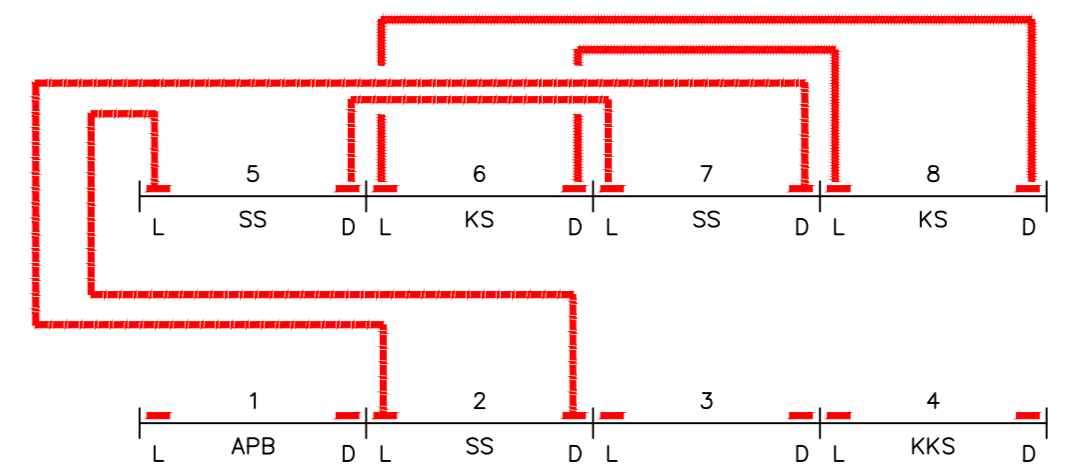 5 6 7 8
SS KS SS KS
L D L D L D L D
1 2 3 4
APB SS KKS
L D L D L D L D